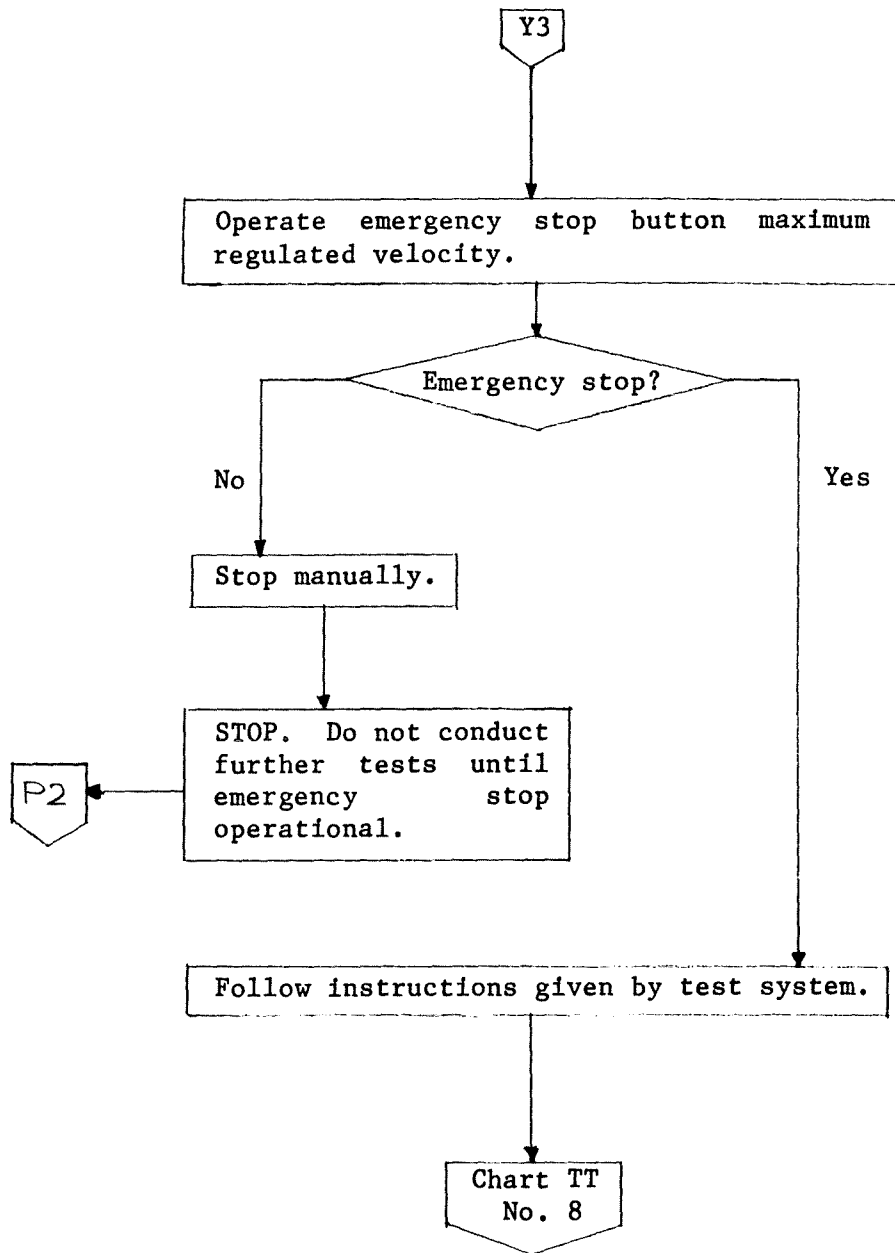 Y3
Operate emergency stop button maximum
regulated velocity.
Emergency stop?
No
Yes
Stop manually.
STOP. Do not conduct
further tests until
emergency stop
operational.
P2
Follow instructions given by test system.
Chart TT
No. 8